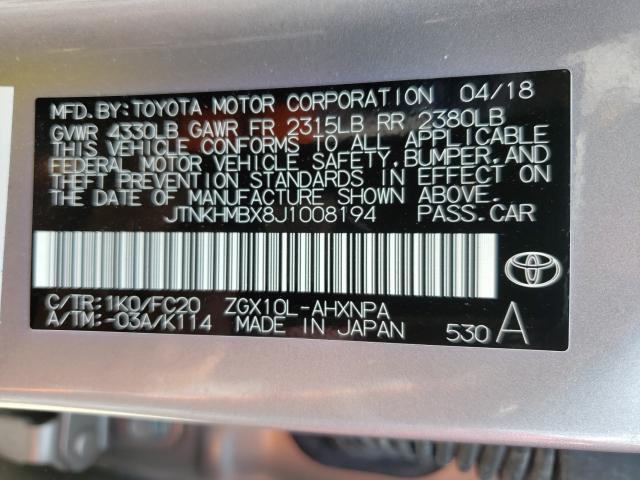 MFD.BY:TOYOTA MOTOR CORPORATION 04/18
GVWR 4330LB GAWR FR 2315LB RR 2380LB
THIS VEHICLE CONFORMS TO ALL APPLICABLE
FEDERAL MOTOR VEHICLE SAFETY,BUMPER,AND
THEFT PREVENTION STANDARDS IN EFFECT ON
THE DATE OF MANUFACTURE SHOWN ABOVE.
JTNKHMBX8J1008194 PASS.CAR
C/TR:1K0/FC20 ZGX10L-AHXNPA
A/TM:-03A/K114 MADE IN JAPAN 530A